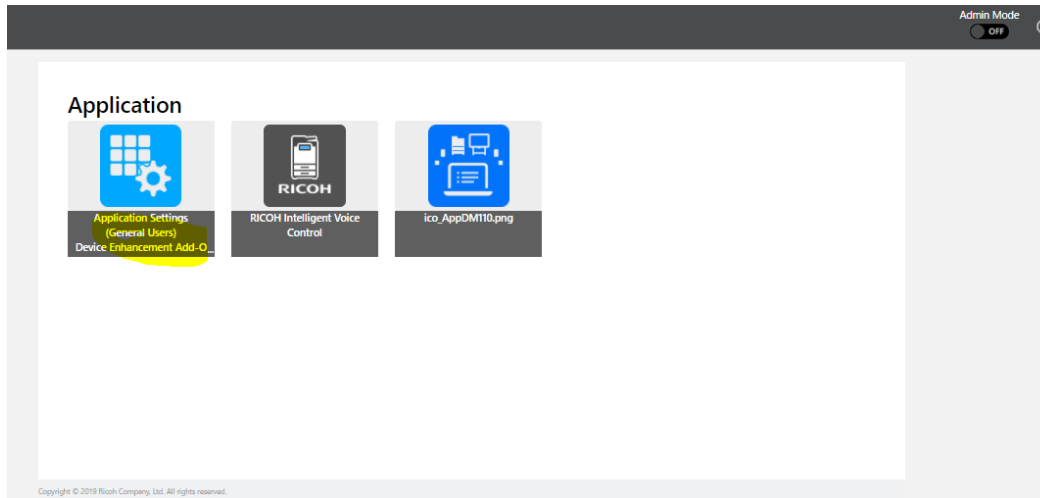 Admin Mode
OFF
Application
RICOH
Application Settings
(General Users)
Device Enhancement Add-O...
RICOH Intelligent Voice
Control
ico_AppDM110.png
Copyright © 2019 Ricoh Company, Ltd. All rights reserved.